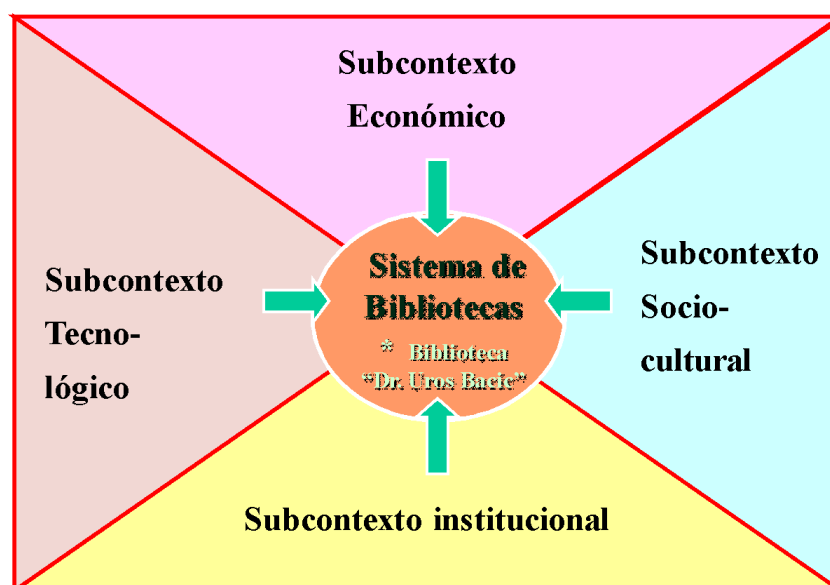 Subcontexto
Económico
Subcontexto
Tecno-
lógico
Sistema de
Bibliotecas
* Biblioteca
“Dr. Uros Bacic”
Subcontexto
Socio-
cultural
Subcontexto institucional